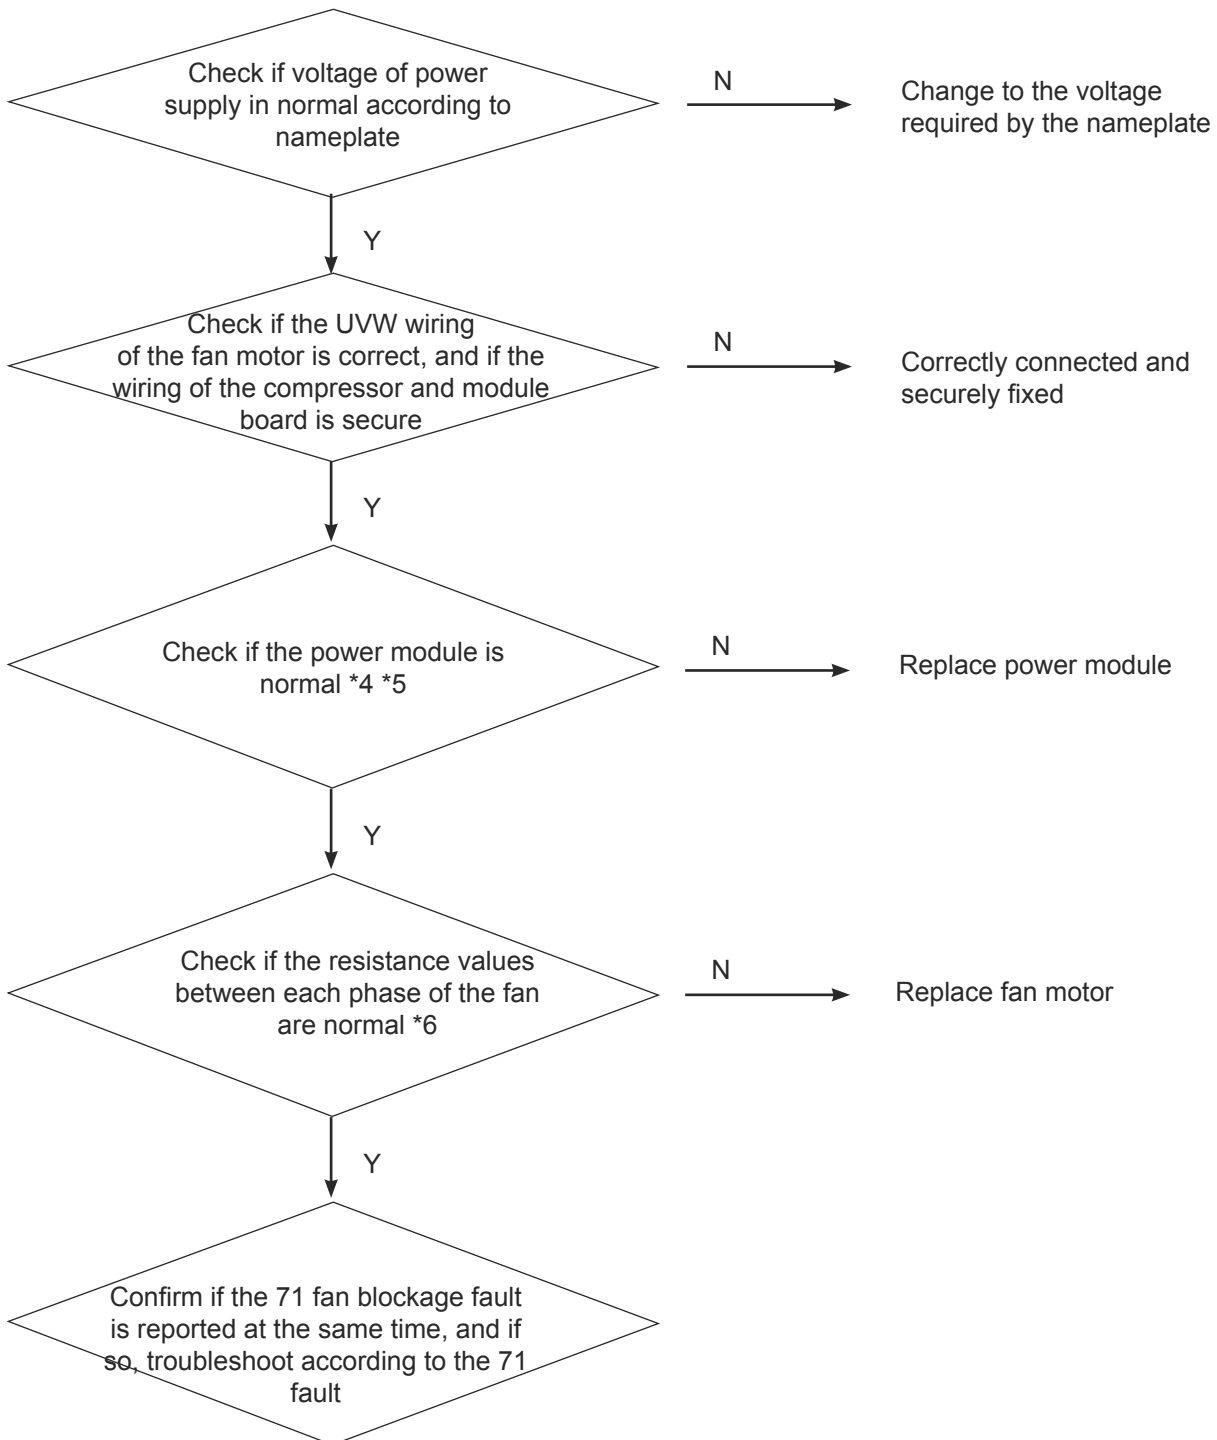 Check if voltage of power
supply in normal according to
nameplate
N
Change to the voltage
required by the nameplate
Y
Check if the UVW wiring
of the fan motor is correct, and if the
wiring of the compressor and module
board is secure
N
Correctly connected and
securely fixed
Y
Check if the power module is
normal *4 *5
N
Replace power module
Y
Check if the resistance values
between each phase of the fan
are normal *6
N
Replace fan motor
Y
Confirm if the 71 fan blockage fault
is reported at the same time, and if
so, troubleshoot according to the 71
fault